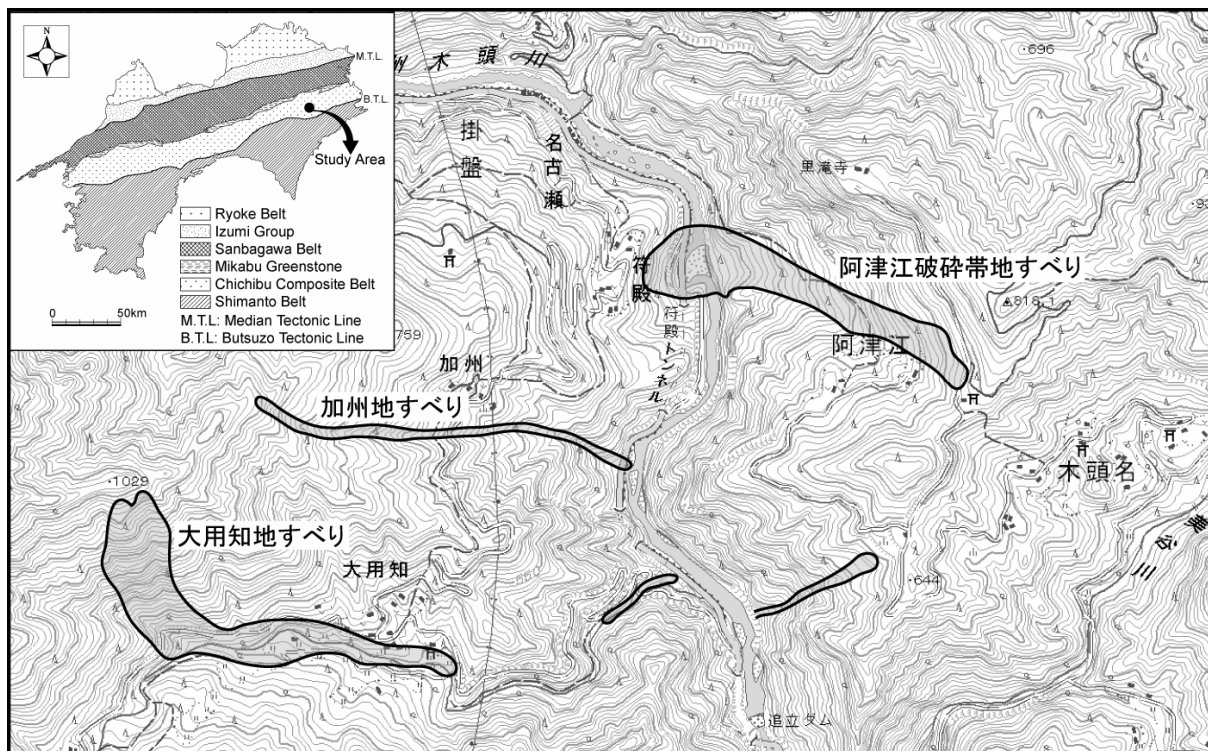 N
M.T.L.
B.T.L.
Study Area
Ryoke Belt
Izumi Group
Sanbagawa Belt
Mikabu Greenstone
Chichibu Composite Belt
Shimanto Belt
0 50km
M.T.L: Median Tectonic Line
B.T.L: Butsuzo Tectonic Line
州木頭川
掛盤
名古瀬
696
黒滝寺
符殿
阿津江破砕帯地すべり
818.1
阿津江
符殿トンネル
759
加州
加州地すべり
木頭名
1029
大用知地すべり
大用知
644
谷川
追立ダム